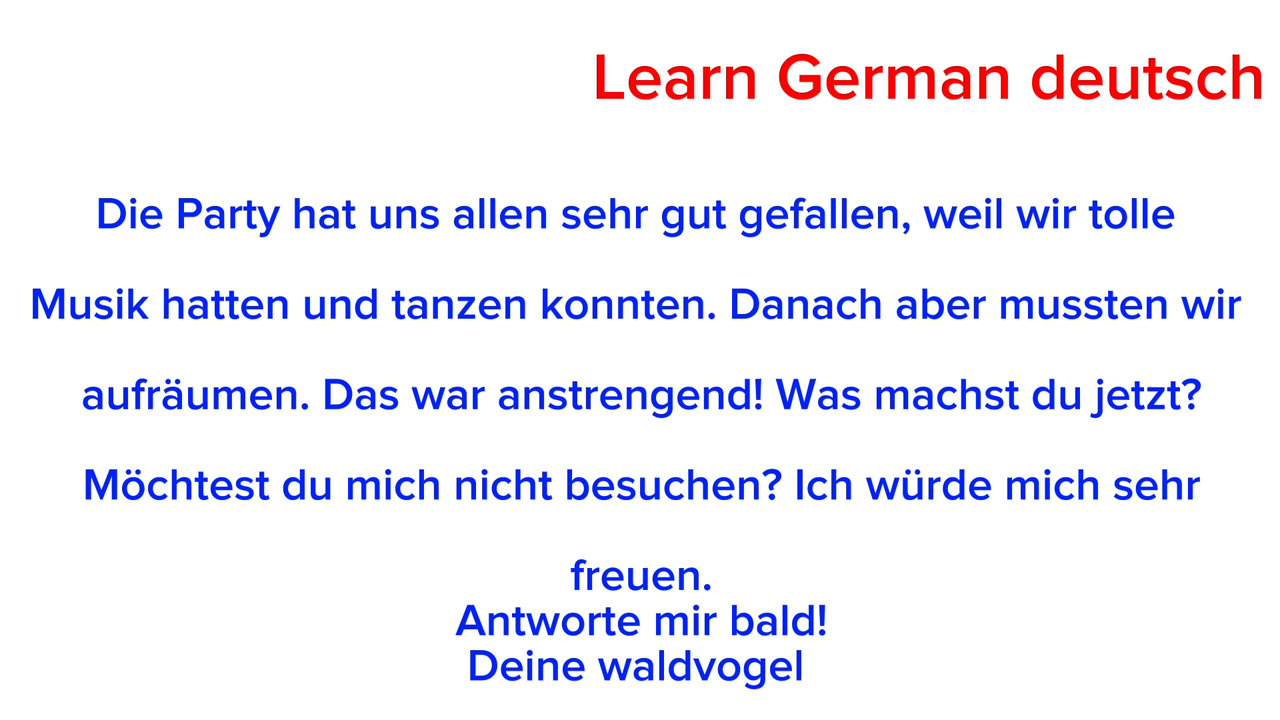 Learn German deutsch
Die Party hat uns allen sehr gut gefallen, weil wir tolle
Musik hatten und tanzen konnten. Danach aber mussten wir
aufräumen. Das war anstrengend! Was machst du jetzt?
Möchtest du mich nicht besuchen? Ich würde mich sehr
freuen.
Antworte mir bald!
Deine waldvogel